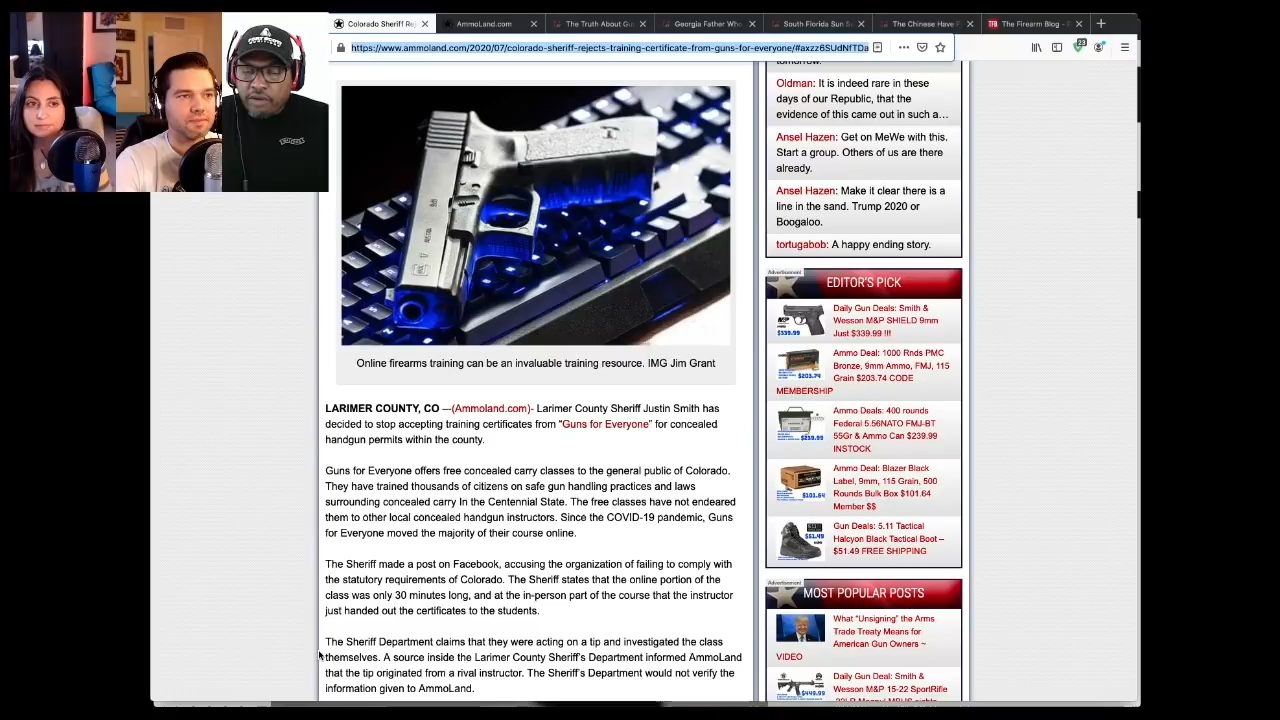 Colorado Sheriff Rej
AmmoLand.com
The Truth About Gu
Georgia Father Who
South Florida Sun S
The Chinese Have F
The Firearm Blog -
https://www.ammoland.com/2020/07/colorado-sheriff-rejects-training-certificate-from-guns-for-everyone/#axzz6SUdNfTDa
23
Online firearms training can be an invaluable training resource. IMG Jim Grant
LARIMER COUNTY, CO —-(Ammoland.com)- Larimer County Sheriff Justin Smith has
decided to stop accepting training certificates from “Guns for Everyone” for concealed
handgun permits within the county.
Guns for Everyone offers free concealed carry classes to the general public of Colorado.
They have trained thousands of citizens on safe gun handling practices and laws
surrounding concealed carry In the Centennial State. The free classes have not endeared
them to other local concealed handgun instructors. Since the COVID-19 pandemic, Guns
for Everyone moved the majority of their course online.
The Sheriff made a post on Facebook, accusing the organization of failing to comply with
the statutory requirements of Colorado. The Sheriff states that the online portion of the
class was only 30 minutes long, and at the in-person part of the course that the instructor
just handed out the certificates to the students.
The Sheriff Department claims that they were acting on a tip and investigated the class
themselves. A source inside the Larimer County Sheriff's Department informed AmmoLand
that the tip originated from a rival instructor. The Sheriff's Department would not verify the
information given to AmmoLand.
tomorrow.
Oldman: It is indeed rare in these
days of our Republic, that the
evidence of this came out in such a…
Ansel Hazen: Get on MeWe with this.
Start a group. Others of us are there
already.
Ansel Hazen: Make it clear there is a
line in the sand. Trump 2020 or
Boogaloo.
tortugabob: A happy ending story.
Advertisement
EDITOR'S PICK
Daily Gun Deals: Smith &
Wesson M&P SHIELD 9mm
Just $339.99 !!!
$339.99
Ammo Deal: 1000 Rnds PMC
Bronze, 9mm Ammo, FMJ, 115
Grain $203.74 CODE
MEMBERSHIP
$203.74
Ammo Deals: 400 rounds
Federal 5.56NATO FMJ-BT
55Gr & Ammo Can $239.99
INSTOCK
$239.99
Ammo Deal: Blazer Black
Label, 9mm, 115 Grain, 500
Rounds Bulk Box $101.64
Member $$
$101.64
Gun Deals: 5.11 Tactical
Halcyon Black Tactical Boot –
$51.49 FREE SHIPPING
$51.49
Advertisement
MOST POPULAR POSTS
What “Unsigning” the Arms
Trade Treaty Means for
American Gun Owners ~
VIDEO
Daily Gun Deal: Smith &
Wesson M&P 15-22 SportRifle
$449.99